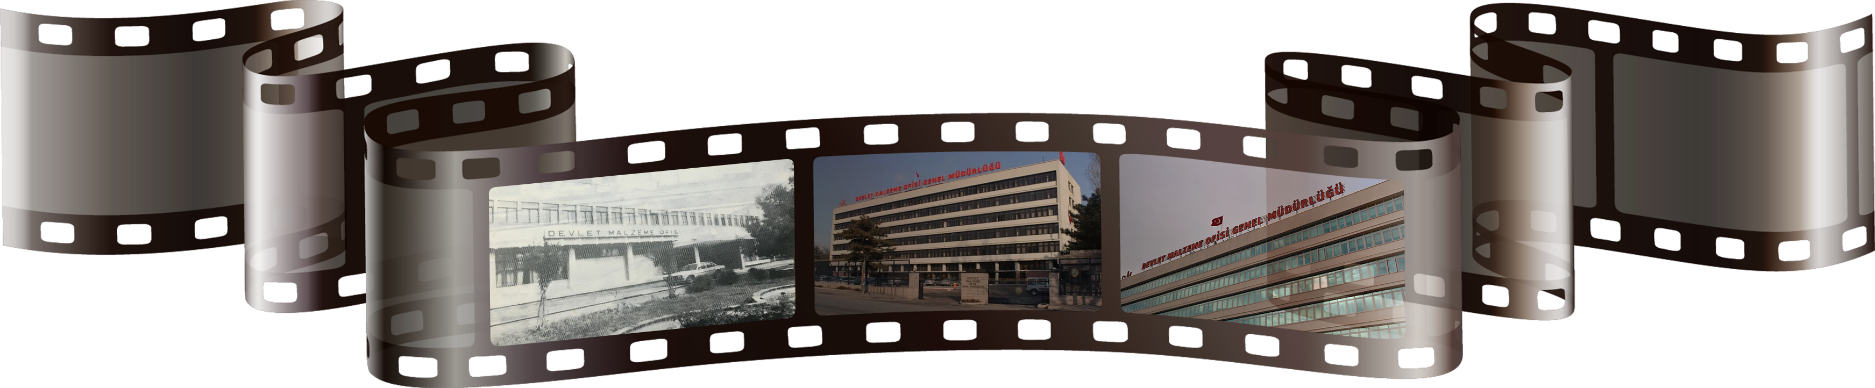 DEVLET MALZEME OFİSİ
DEVLET MALZEME OFİSİ GENEL MÜDÜRLÜĞÜ
DEVLET MALZEME OFİSİ GENEL MÜDÜRLÜĞÜ